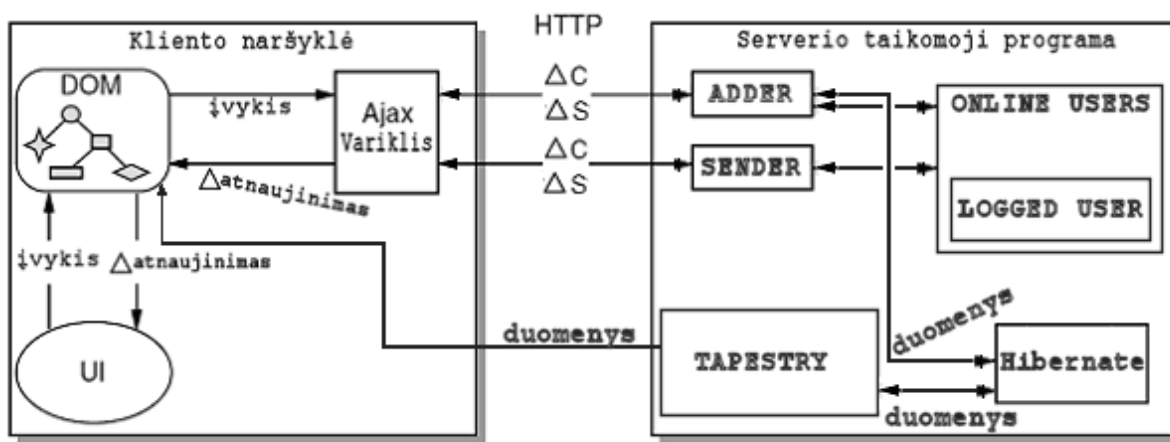 Kliento naršyklė
DOM
įvykis
Ajax
Variklis
△atnaujinimas
įvykis
△atnaujinimas
UI
HTTP
△C
△S
△C
△S
duomenys
Serverio taikomoji programa
ADDER
SENDER
ONLINE USERS
LOGGED USER
TAPESTRY
duomenys
Hibernate
duomenys